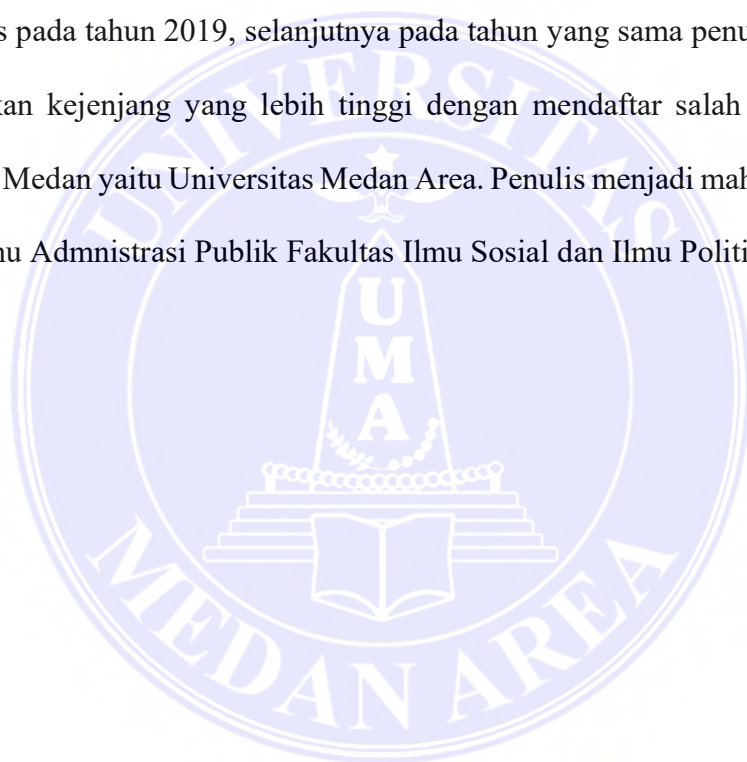 s pada tahun 2019, selanjutnya pada tahun yang sama penu
kan kejenjang yang lebih tinggi dengan mendaftar salah
Medan yaitu Universitas Medan Area. Penulis menjadi mah
nu Admnistrasi Publik Fakultas Ilmu Sosial dan Ilmu Politi
UNIVERSITAS
U
M
A
MEDAN AREA